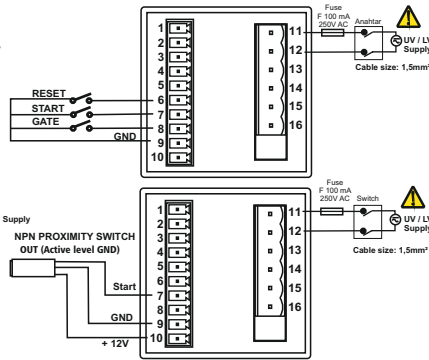 Fuse
F 100 mA
250V AC
Anahtar
UV / LV
Supply
Cable size: 1,5mm²
1
2
3
4
5
6
7
8
9
10
11
12
13
14
15
16
RESET
START
GATE
GND
Fuse
F 100 mA
250V AC
Switch
UV / LV
Supply
Cable size: 1,5mm²
Supply
NPN PROXIMITY SWITCH
OUT (Active level GND)
Start
GND
+ 12V
1
2
3
4
5
6
7
8
9
10
11
12
13
14
15
16